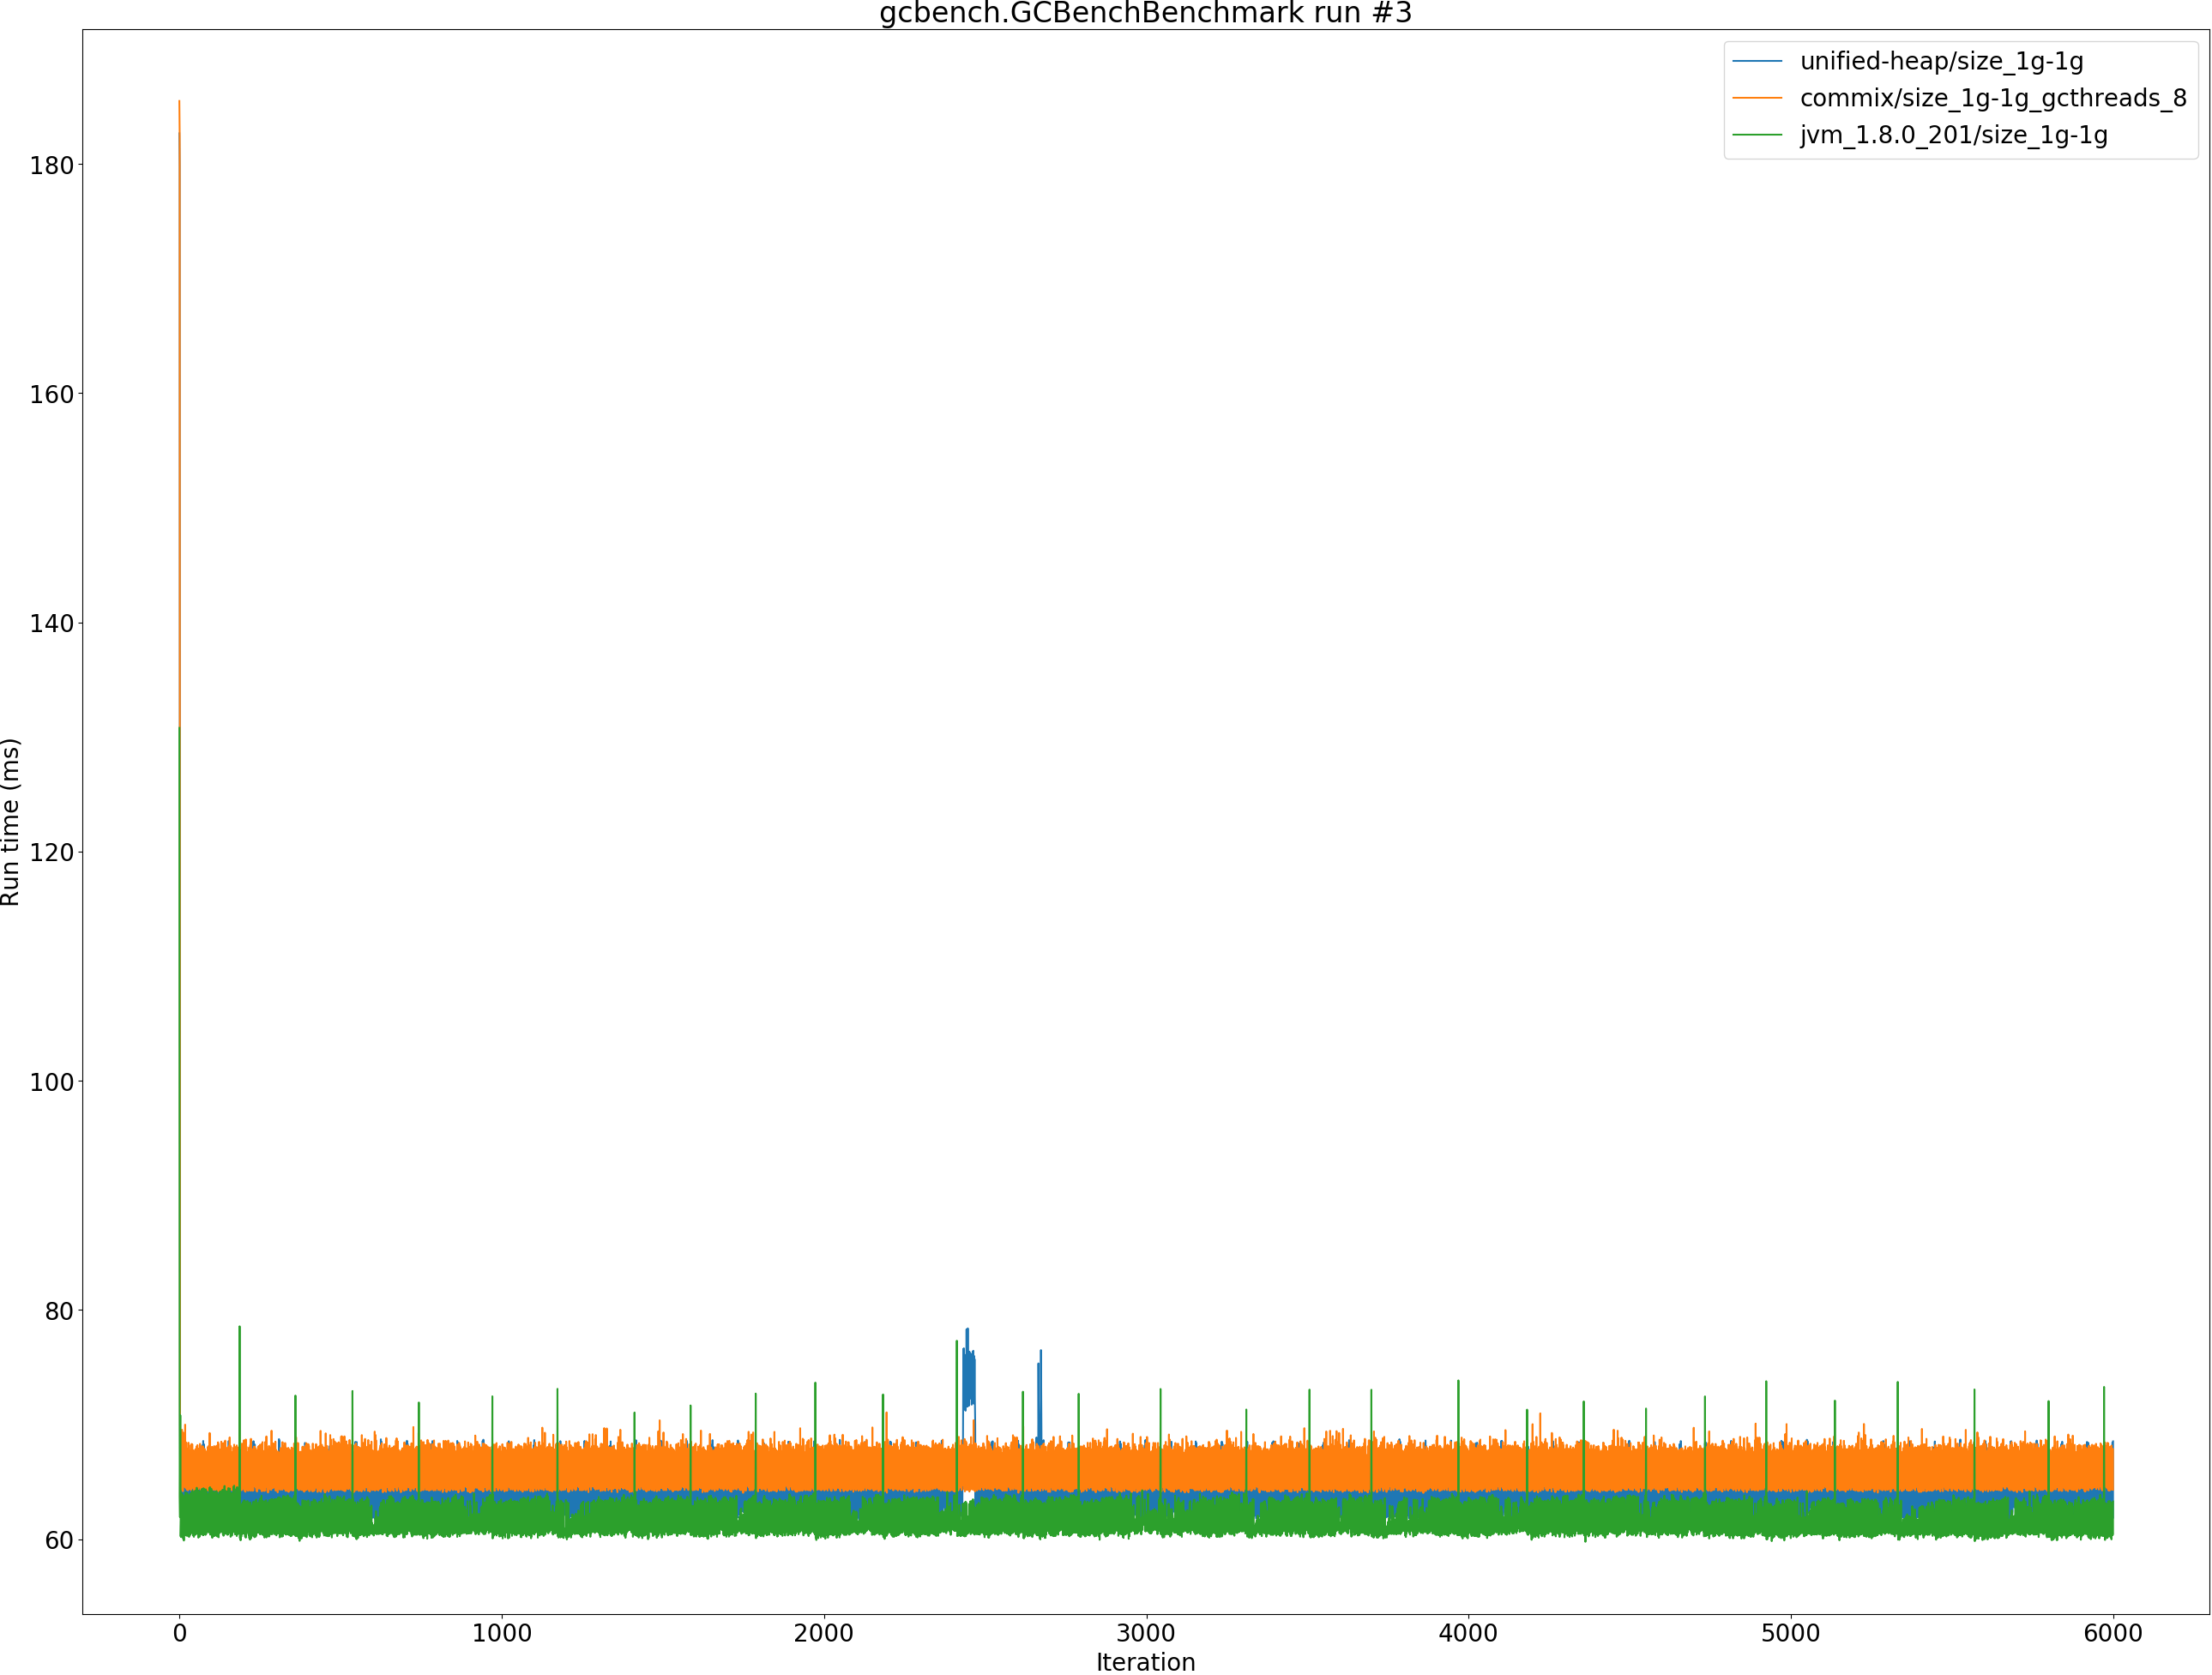 gcbench.GCBenchBenchmark run #3
unified-heap/size_1g-1g
commix/size_1g-1g_gcthreads_8
jvm_1.8.0_201/size_1g-1g
180
160
140
120
100
80
60
Run time (ms)
0 1000 2000 3000 4000 5000 6000
Iteration